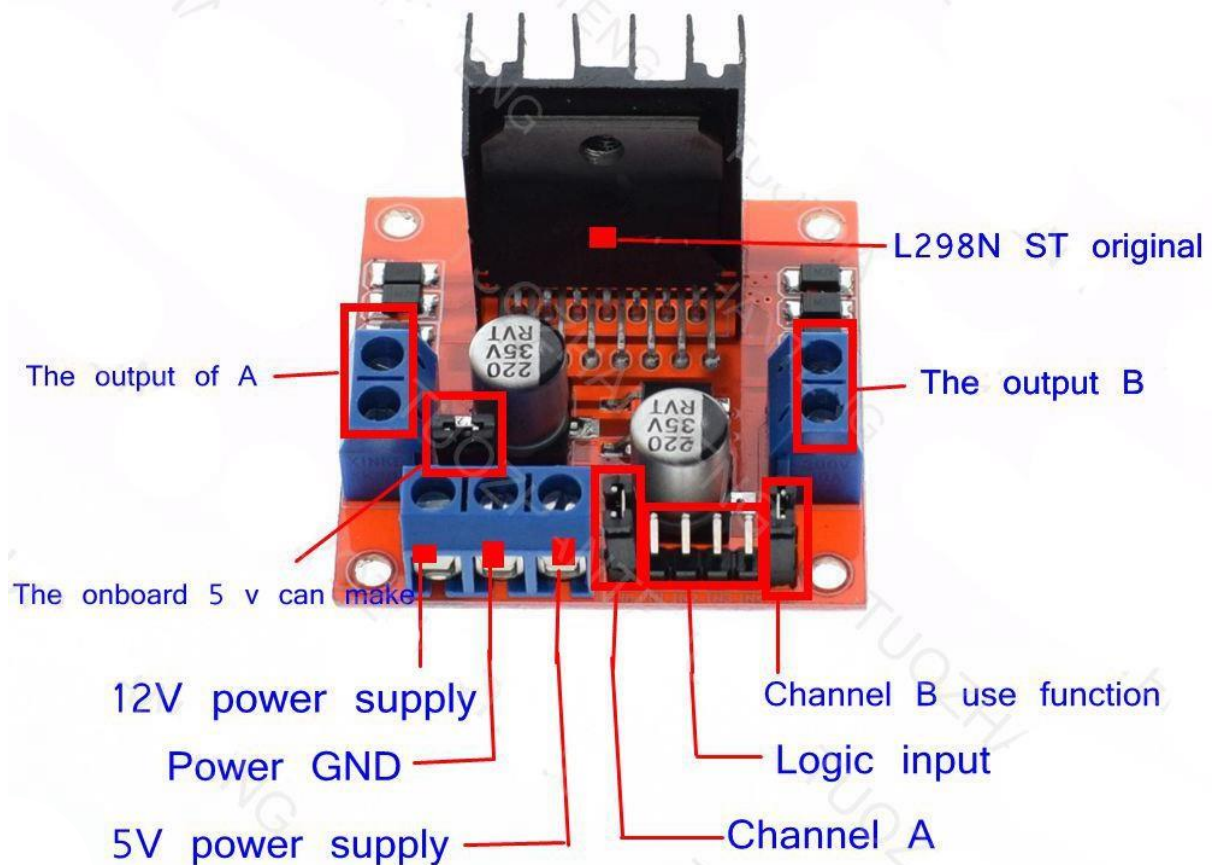 L298N ST original
The output of A
The output B
220
35V
RVT
220
35V
RVT
The onboard 5 v can make
12V power supply
Channel B use function
Power GND
Logic input
5V power supply
Channel A